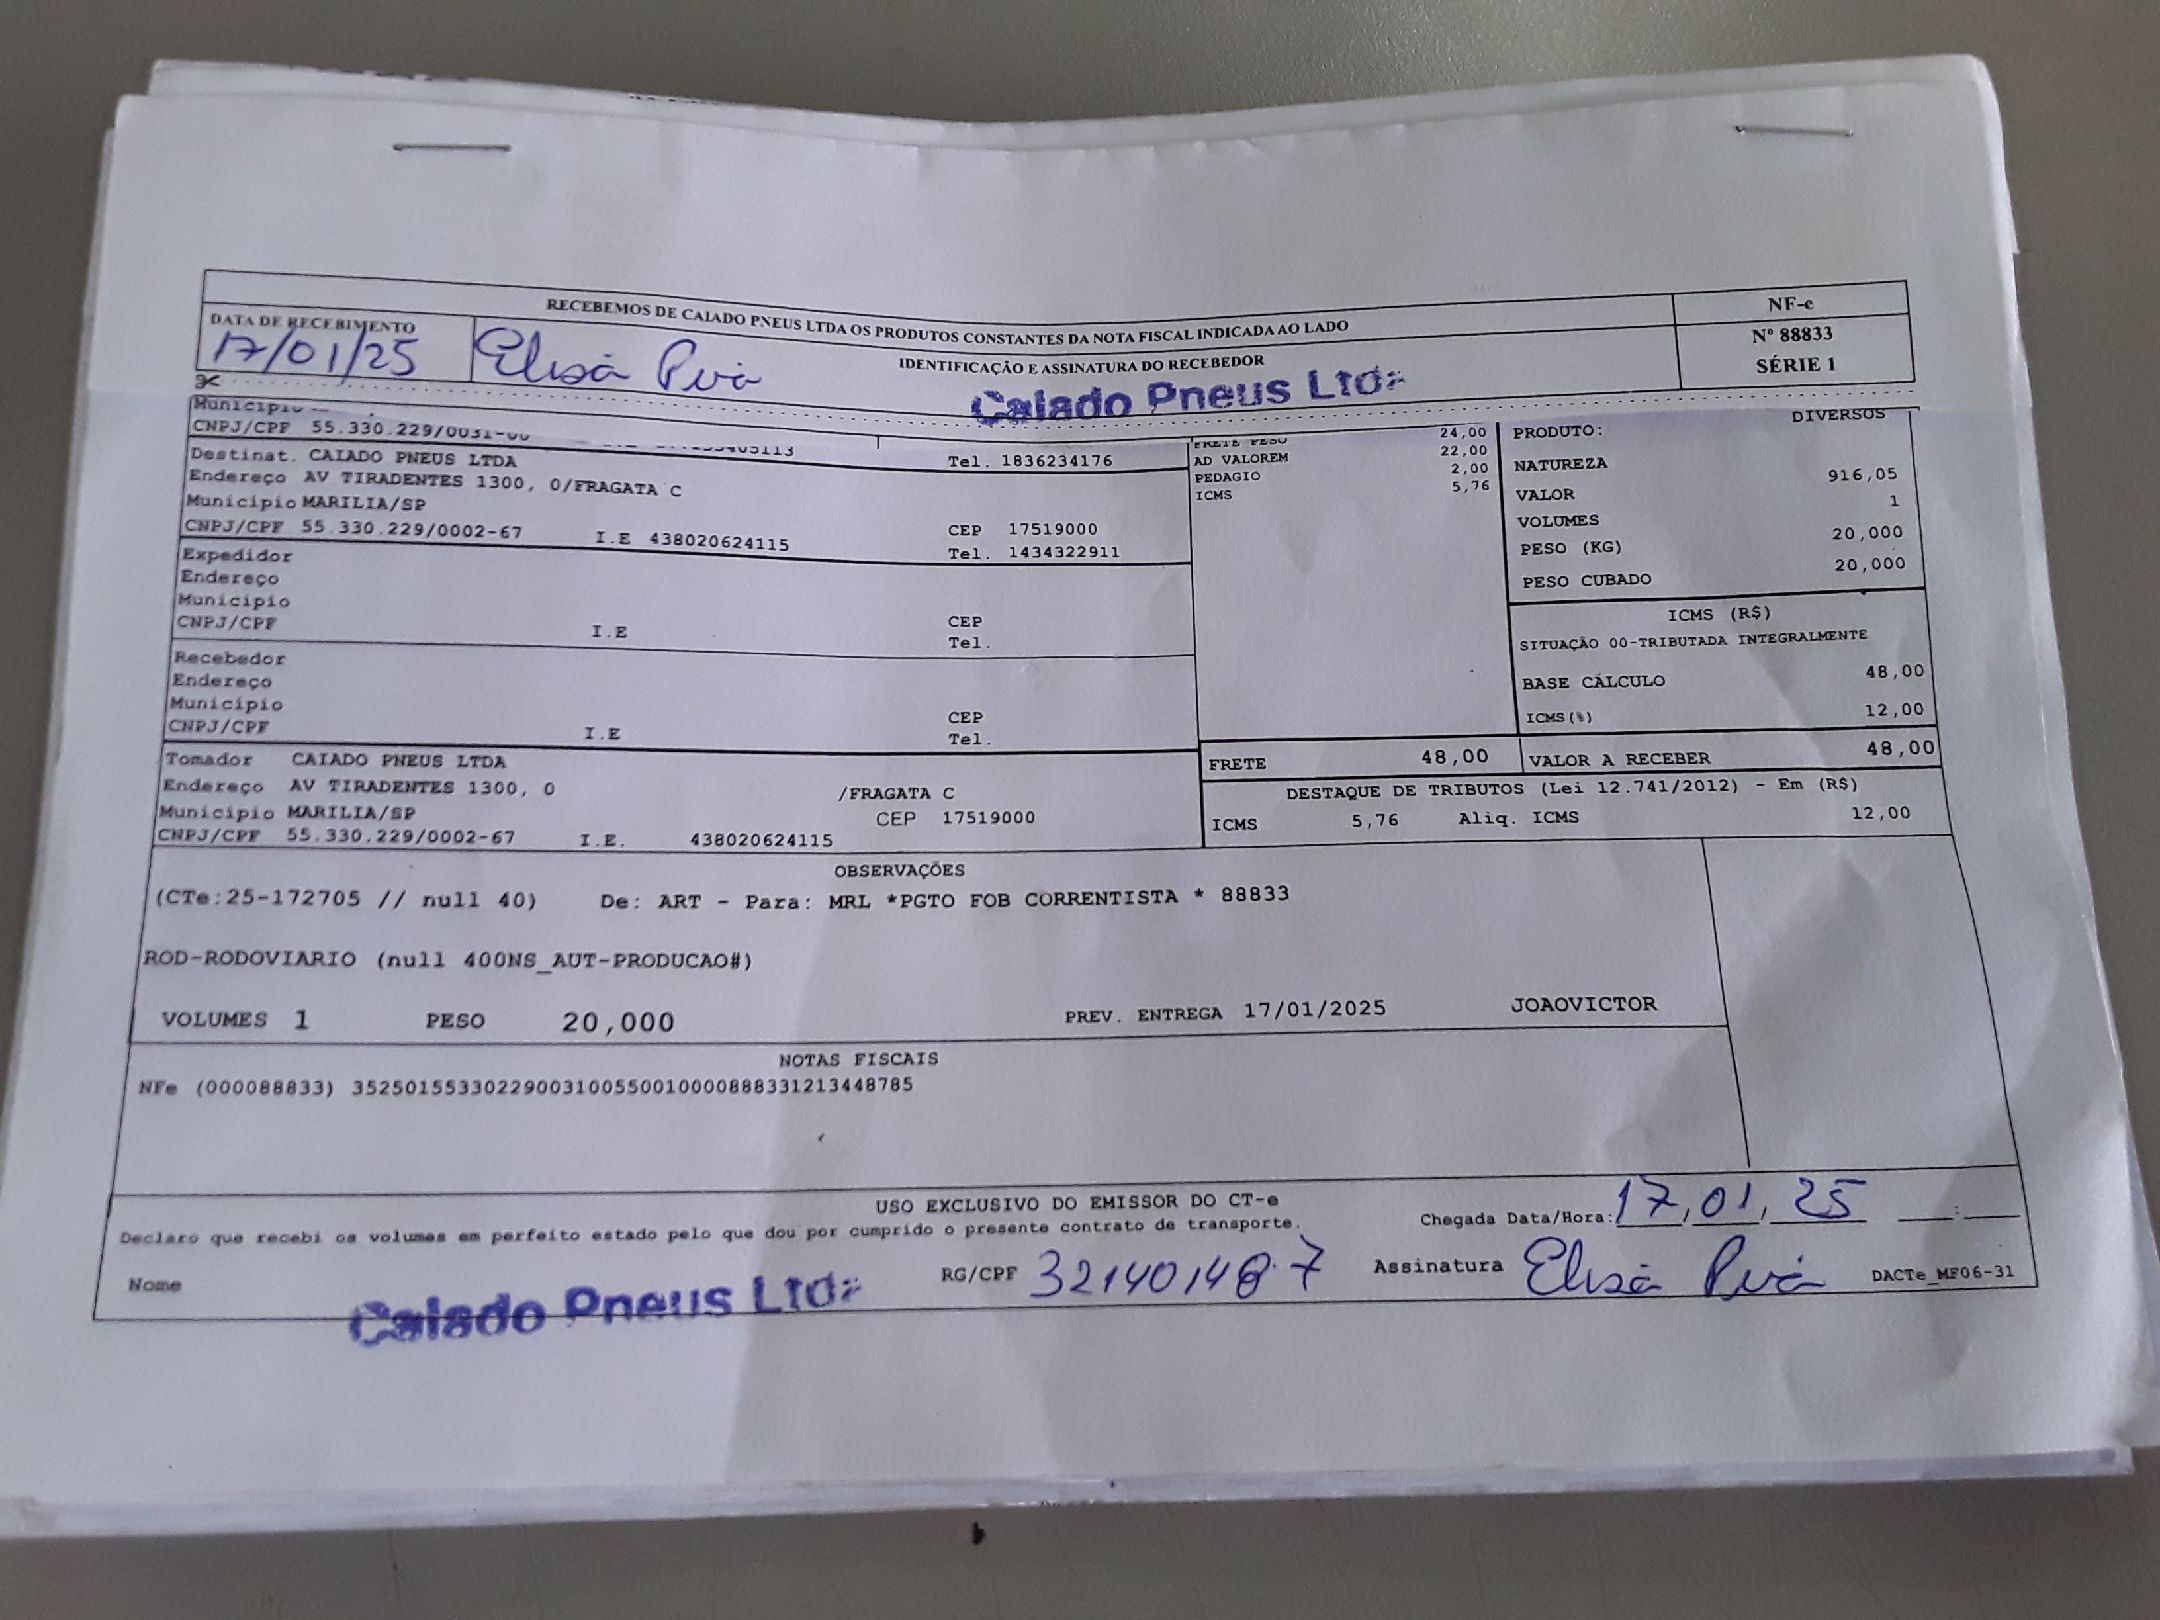 RECEBEMOS DE CAIADO PNEUS LTDA OS PRODUTOS CONSTANTES DA NOTA FISCAL INDICADA AO LADO
NF-e
Nº 88833
SÉRIE 1
DATA DE RECEBIMENTO
17/01/25
IDENTIFICAÇÃO E ASSINATURA DO RECEBEDOR
Elisa
Caiado Pneus Ltda
Município
CNPJ/CPF 55.330.229/0031-00
Tel. 1836234176
Destinat. CAIADO PNEUS LTDA
Endereço AV TIRADENTES 1300, 0/FRAGATA C
Município MARILIA/SP
CEP 17519000
CNPJ/CPF 55.330.229/0002-67 I.E 438020624115 Tel. 1434322911
Expedidor
Endereço
Município
CEP
CNPJ/CPF I.E Tel.
Recebedor
Endereço
Município
CEP
CNPJ/CPF I.E Tel.
Tomador CAIADO PNEUS LTDA
Endereço AV TIRADENTES 1300, 0 /FRAGATA C
Município MARILIA/SP CEP 17519000
CNPJ/CPF 55.330.229/0002-67 I.E. 438020624115
FRETE PESO 24,00
AD VALOREM 22,00
PEDAGIO 2,00
ICMS 5,76
PRODUTO: DIVERSOS
NATUREZA
VALOR 916,05
VOLUMES 1
PESO (KG) 20,000
PESO CUBADO 20,000
ICMS (R$)
SITUAÇÃO 00-TRIBUTADA INTEGRALMENTE
BASE CÁLCULO 48,00
ICMS(%) 12,00
FRETE 48,00 VALOR A RECEBER 48,00
DESTAQUE DE TRIBUTOS (Lei 12.741/2012) - Em (R$)
ICMS 5,76 Aliq. ICMS 12,00
OBSERVAÇÕES
(CTe:25-172705 // null 40) De: ART - Para: MRL *PGTO FOB CORRENTISTA * 88833
ROD-RODOVIARIO (null 400NS_AUT-PRODUCAO#)
VOLUMES 1 PESO 20,000 PREV. ENTREGA 17/01/2025 JOAOVICTOR
NOTAS FISCAIS
NFe (000088833) 35250155330229003100550010000888331213448785
USO EXCLUSIVO DO EMISSOR DO CT-e
Declaro que recebi os volumes em perfeito estado pelo que dou por cumprido o presente contrato de transporte.
Chegada Data/Hora: 17,01,25 :
Nome Caiado Pneus Ltda RG/CPF 32140148-7 Assinatura Elisa DACTe_MF06-31